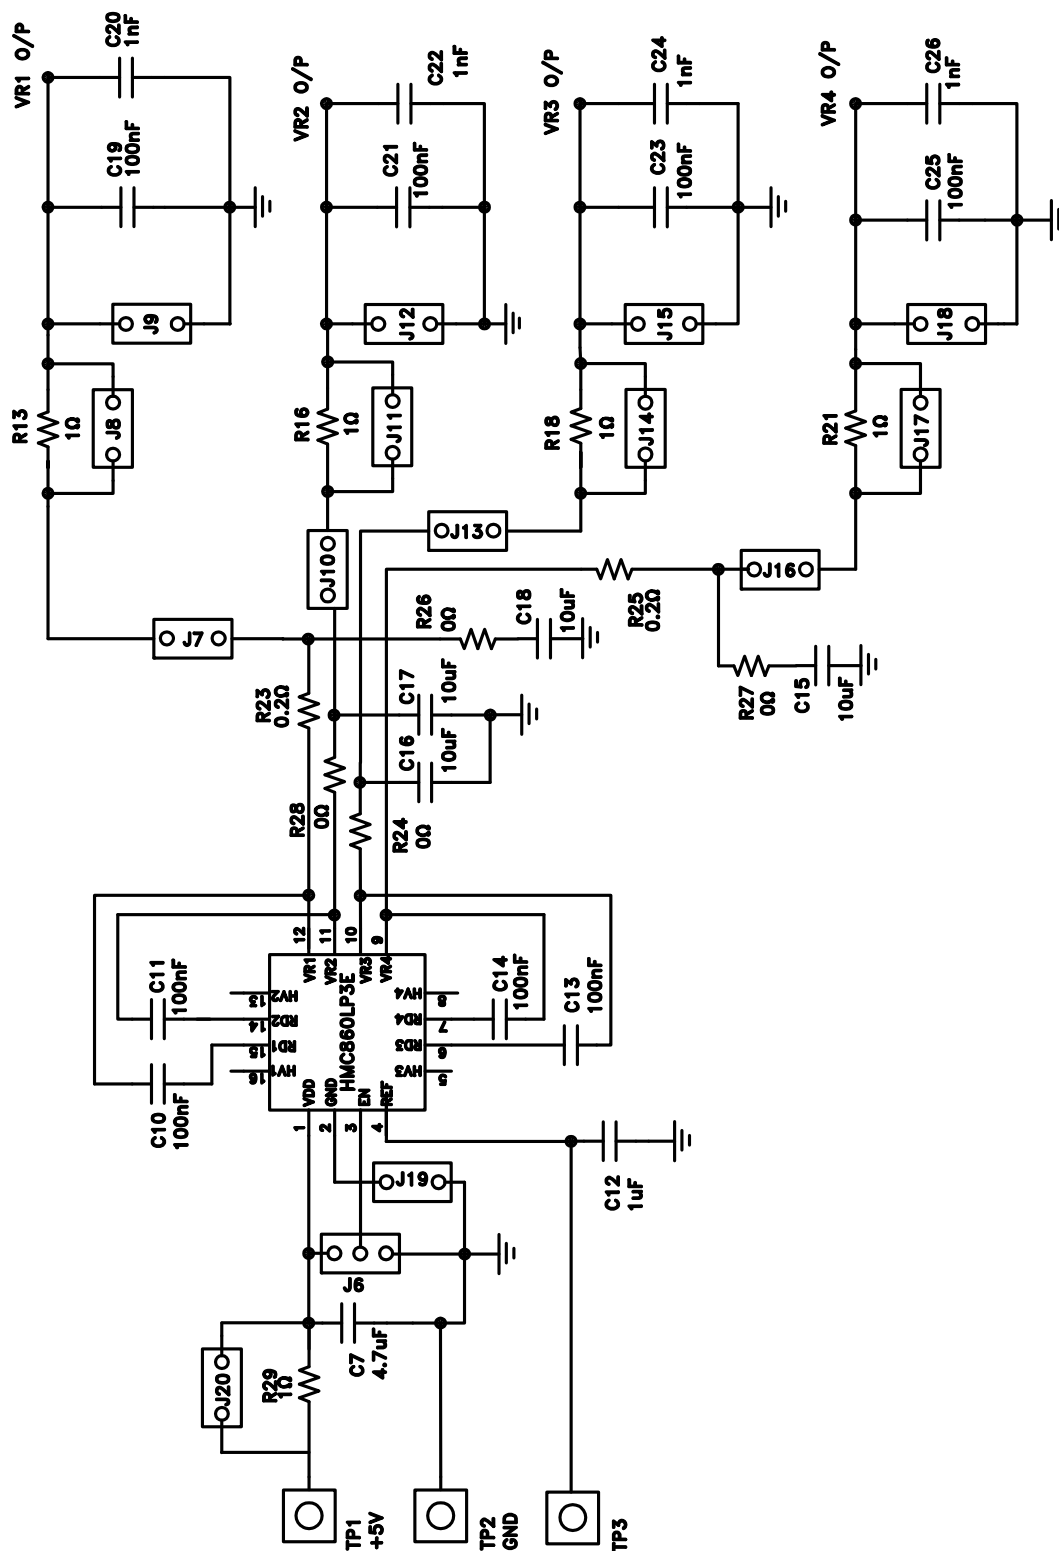 VR1 O/P
C20
1nF
C19
100nF
J9
R13
1Ω
J8
VR2 O/P
C22
1nF
C21
100nF
J12
R16
1Ω
J11
VR3 O/P
C24
1nF
C23
100nF
J15
R18
1Ω
J14
VR4 O/P
C26
1nF
C25
100nF
J18
R21
1Ω
J17
J10
J13
J16
J7
R26
0Ω
C18
10uF
R25
0.2Ω
R27
0Ω
C15
10uF
R23
0.2Ω
C17
10uF
C16
10uF
R28
0Ω
R24
0Ω
C11
100nF
C10
100nF
C14
100nF
C13
100nF
12
11
10
9
VR1
VR2
VR3
VR4
13
HV2
14
RD2
15
RD1
16
HV1
HMC860LP3E
HV4
8
RD4
7
RD3
6
HV3
5
VDD
GND
EN
REF
1
2
3
4
J19
C12
1uF
J6
C7
4.7uF
J20
R29
1Ω
TP1
+5V
TP2
GND
TP3